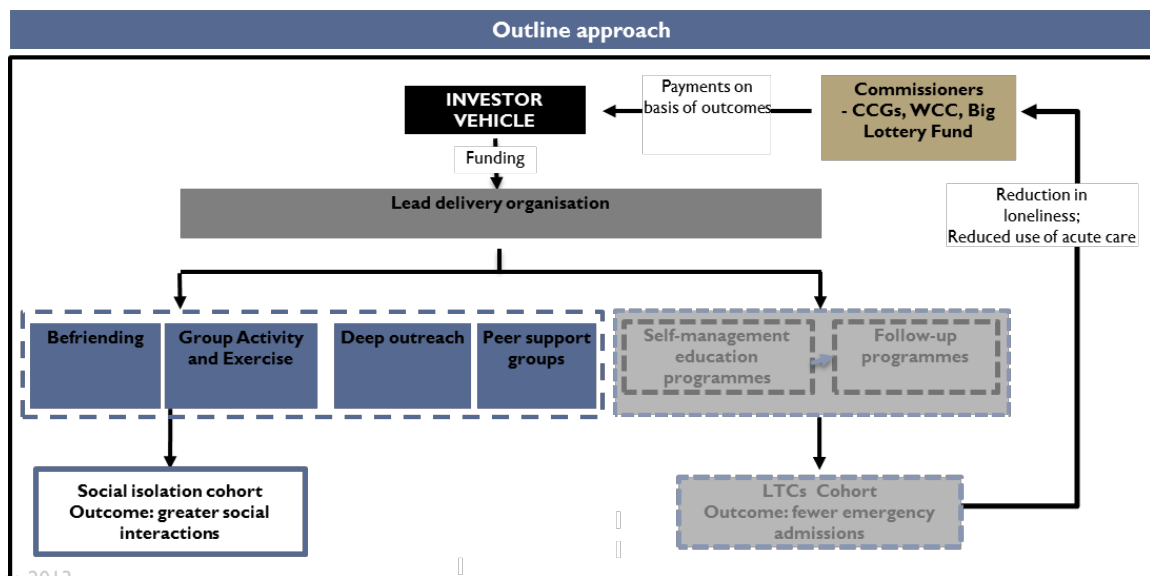 Outline approach
INVESTOR
VEHICLE
Payments on
basis of outcomes
Commissioners
- CCGs, WCC, Big
Lottery Fund
Funding
Lead delivery organisation
Reduction in
loneliness;
Reduced use of acute care
Befriending
Group Activity
and Exercise
Deep outreach
Peer support
groups
Self-management
education
programmes
Follow-up
programmes
Social isolation cohort
Outcome: greater social
interactions
LTCs Cohort
Outcome: fewer emergency
admissions